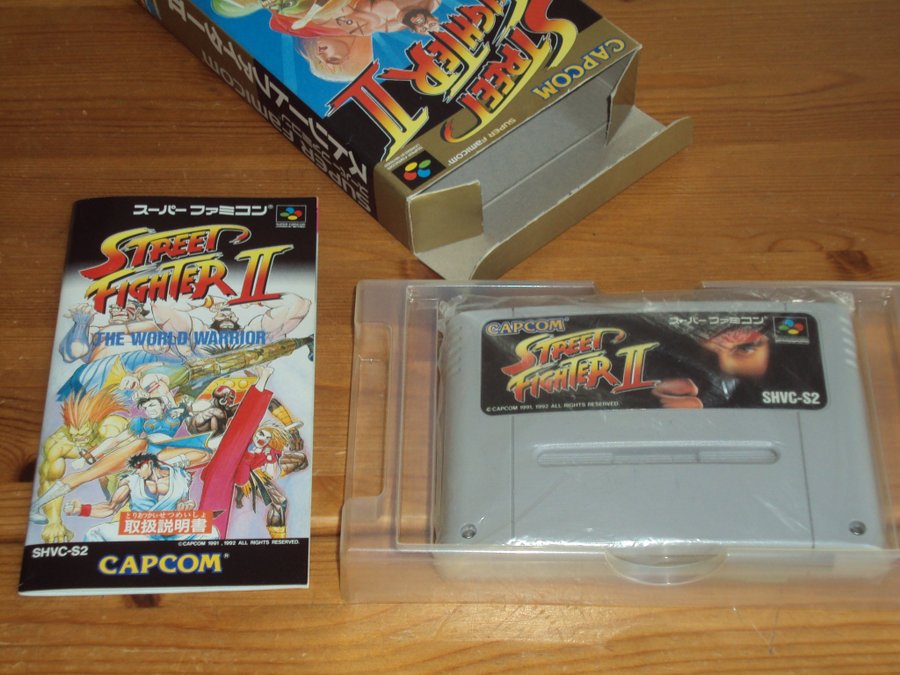 CAPCOM
STREET
FIGHTER II
SUPER Famicom
スーパーファミコン®
STREET
FIGHTER II
THE WORLD WARRIOR
とりあつかいせつめいしょ
取扱説明書
©CAPCOM 1991, 1992 ALL RIGHTS RESERVED.
SHVC-S2
CAPCOM®
CAPCOM®
スーパーファミコン®
STREET
FIGHTER II
SHVC-S2
©CAPCOM 1991, 1992 ALL RIGHTS RESERVED.